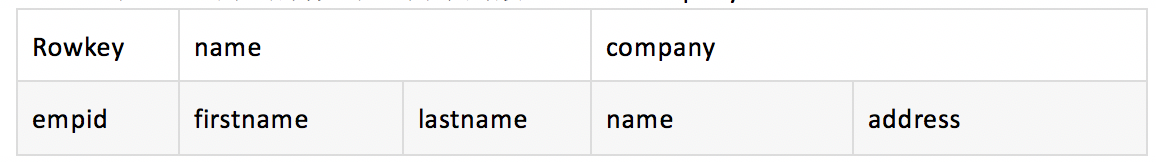 Rowkey name company
empid firstname lastname name address